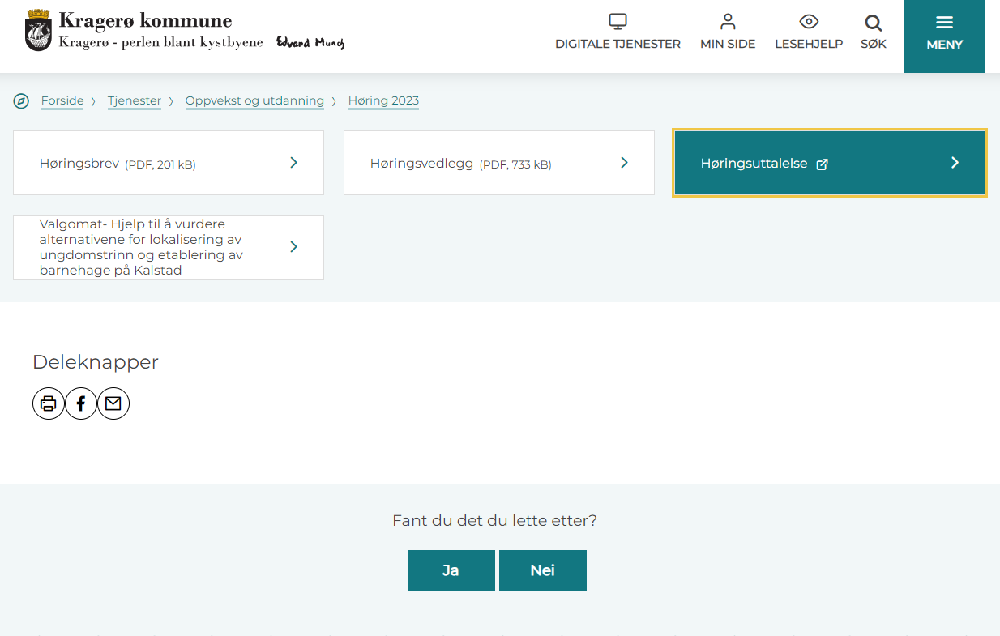 Kragerø kommune
Kragerø - perlen blant kystbyene Edvard Munch
DIGITALE TJENESTER
MIN SIDE
LESEHJELP
SØK
MENY
Forside
Tjenester
Oppvekst og utdanning
Høring 2023
Høringsbrev (PDF, 201 kB)
Høringsvedlegg (PDF, 733 kB)
Høringsuttalelse
Valgomat- Hjelp til å vurdere
alternativene for lokalisering av
ungdomstrinn og etablering av
barnehage på Kalstad
Deleknapper
Fant du det du lette etter?
Ja
Nei